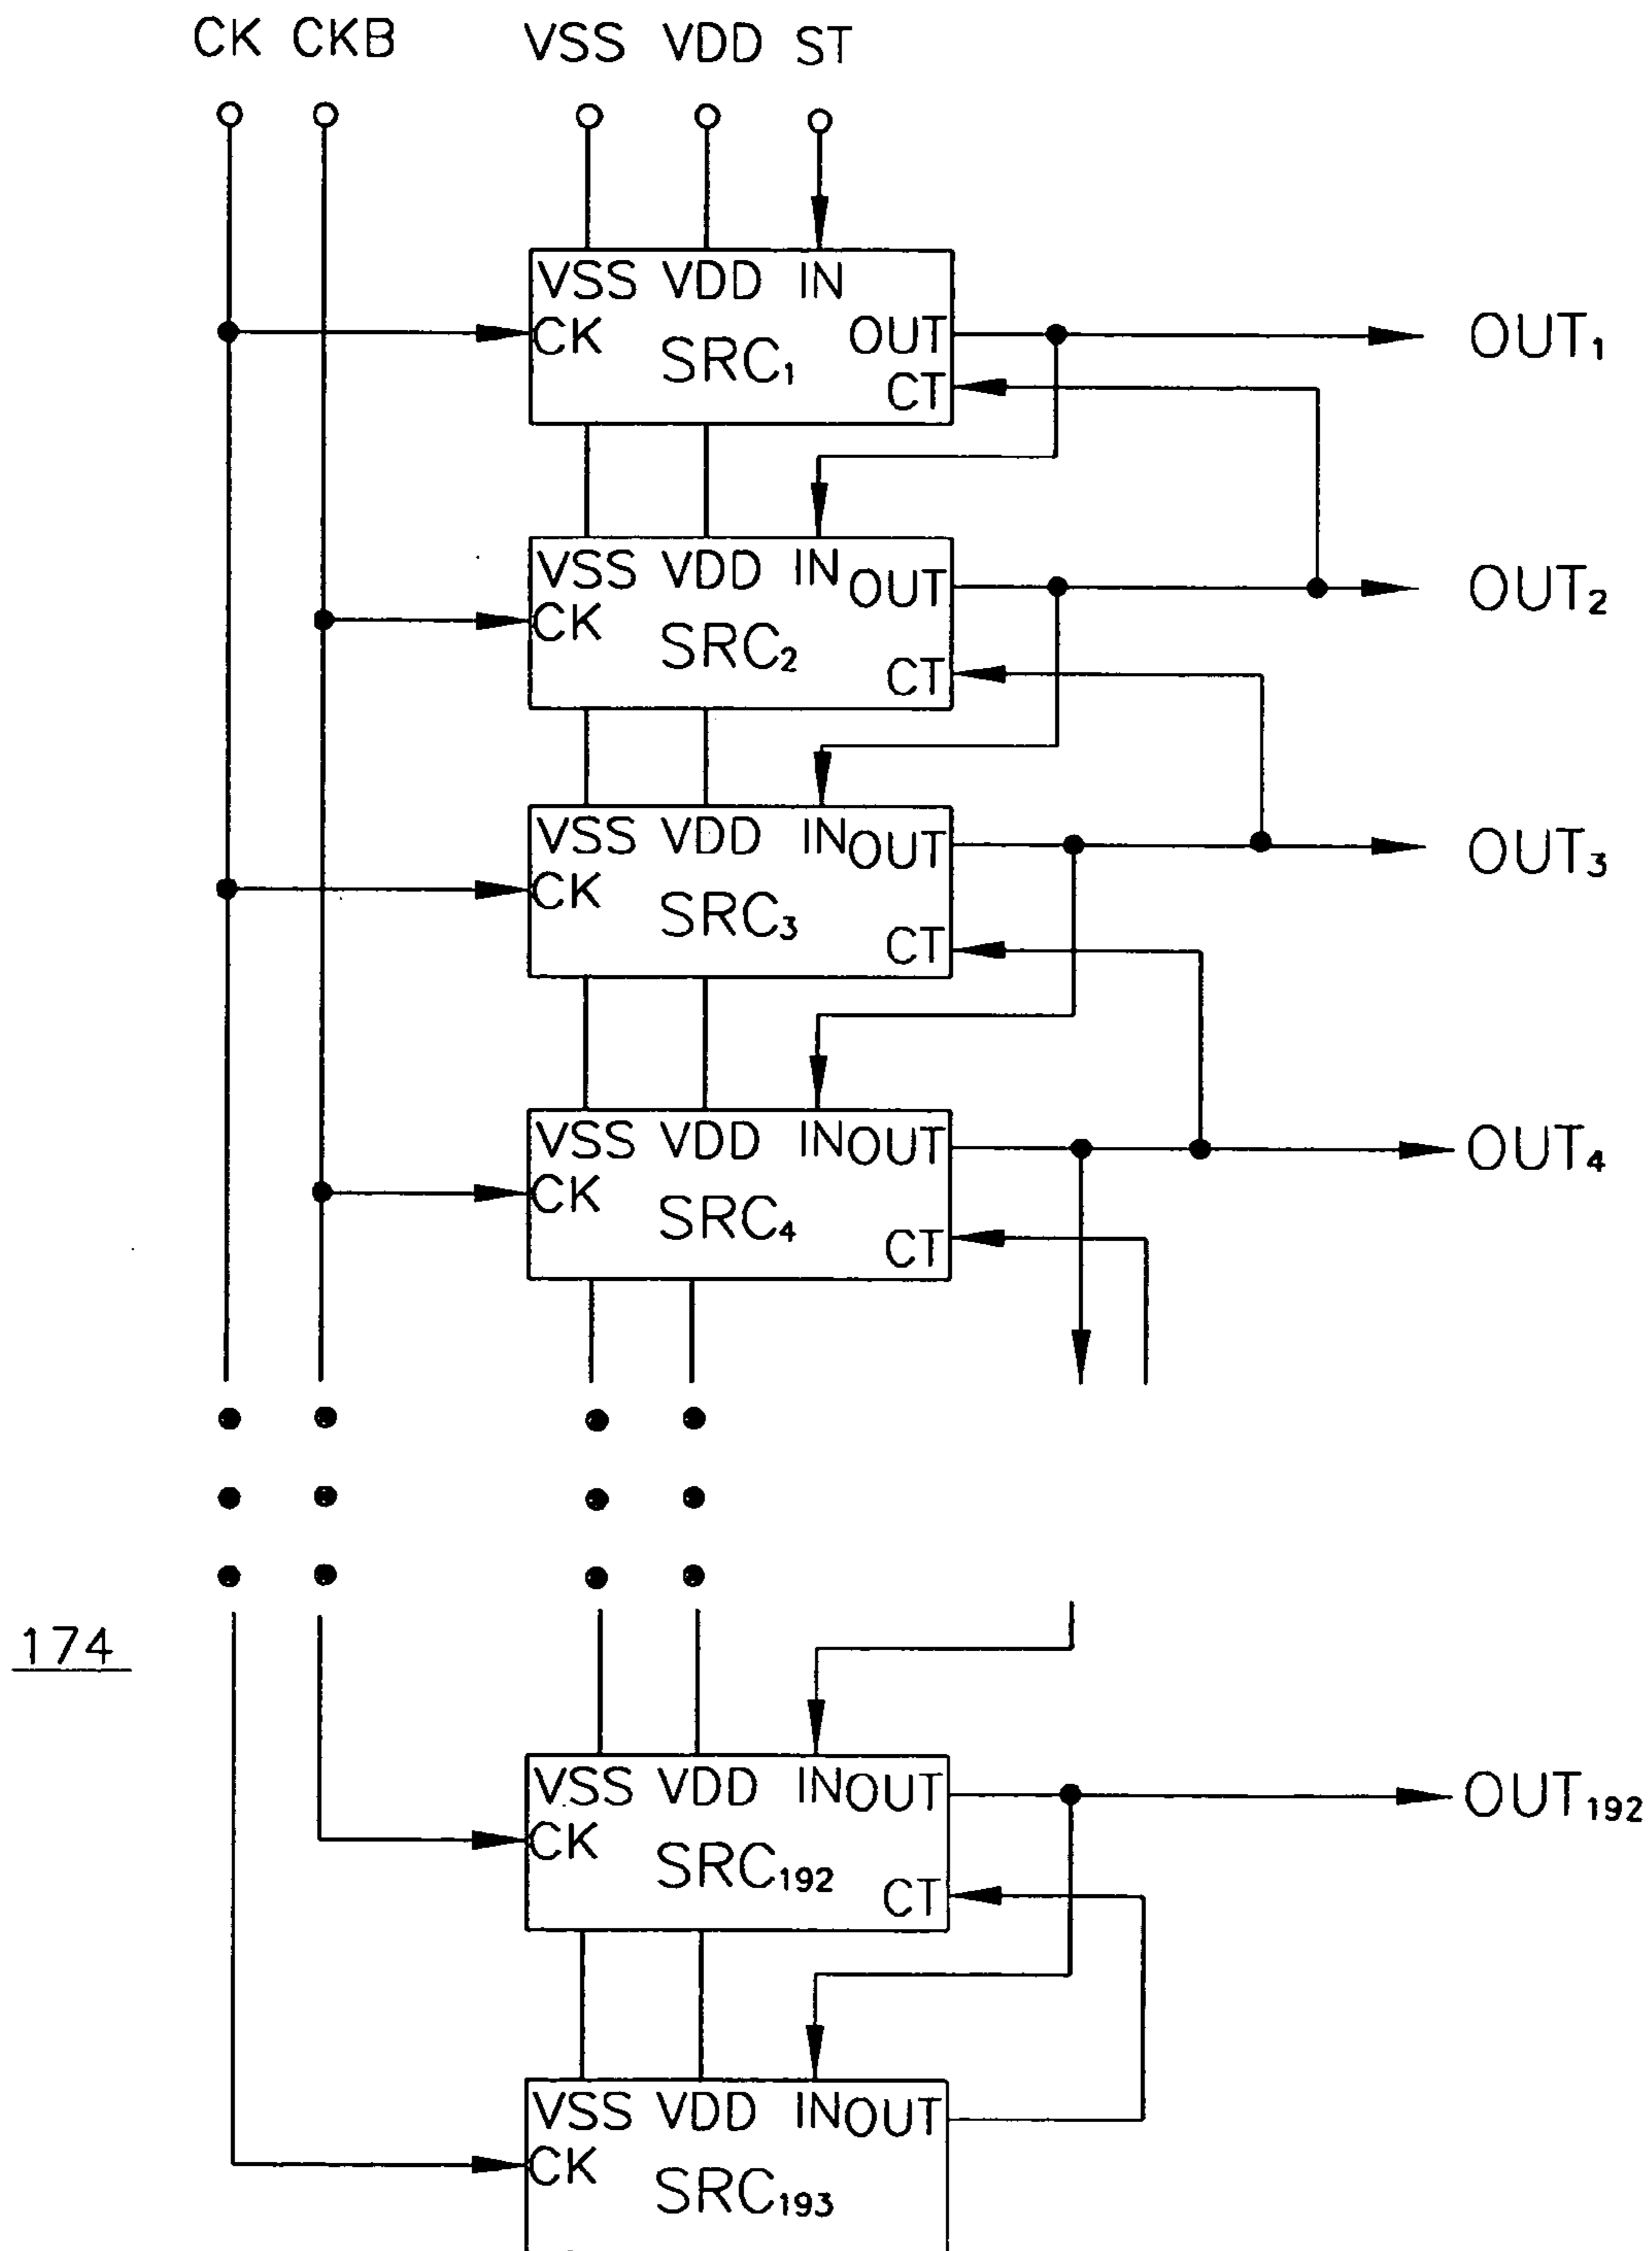 CK CKB VSS VDD ST
VSS VDD IN
CK OUT OUT₁
SRC₁
CT
VSS VDD IN
OUT OUT₂
CK
SRC₂
CT
VSS VDD IN OUT OUT₃
CK
SRC₃
CT
VSS VDD IN OUT OUT₄
CK
SRC₄
CT
174
VSS VDD IN OUT OUT₁₉₂
CK
SRC₁₉₂
CT
VSS VDD IN OUT
CK
SRC₁₉₃